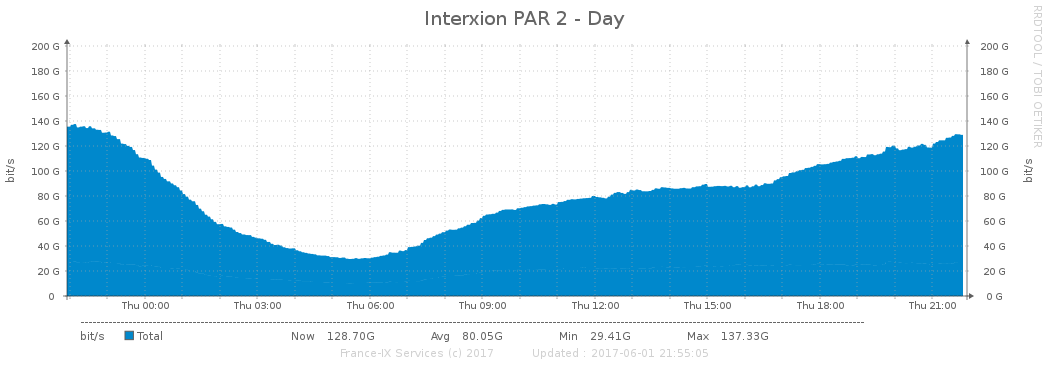 Interxion PAR 2 - Day
RRDTOOL / TOBI OETIKER
bit/s
bit/s
200 G 200 G
180 G 180 G
160 G 160 G
140 G 140 G
120 G 120 G
100 G 100 G
80 G 80 G
60 G 60 G
40 G 40 G
20 G 20 G
0 0 G
Thu 00:00 Thu 03:00 Thu 06:00 Thu 09:00 Thu 12:00 Thu 15:00 Thu 18:00 Thu 21:00
bit/s Total Now 128.70G Avg 80.05G Min 29.41G Max 137.33G
France-IX Services (c) 2017 Updated : 2017-06-01 21:55:05